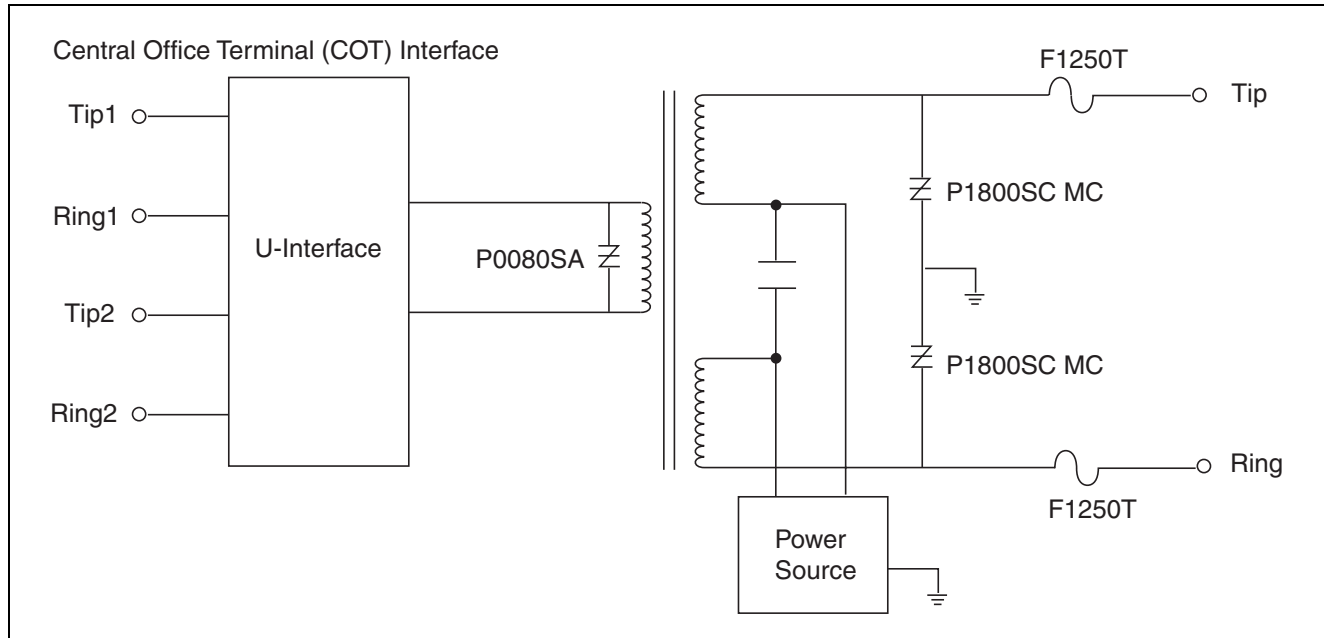 Central Office Terminal (COT) Interface
F1250T
Tip1
Tip
P1800SC MC
Ring1
U-Interface
P0080SA
Tip2
P1800SC MC
Ring2
Ring
F1250T
Power
Source